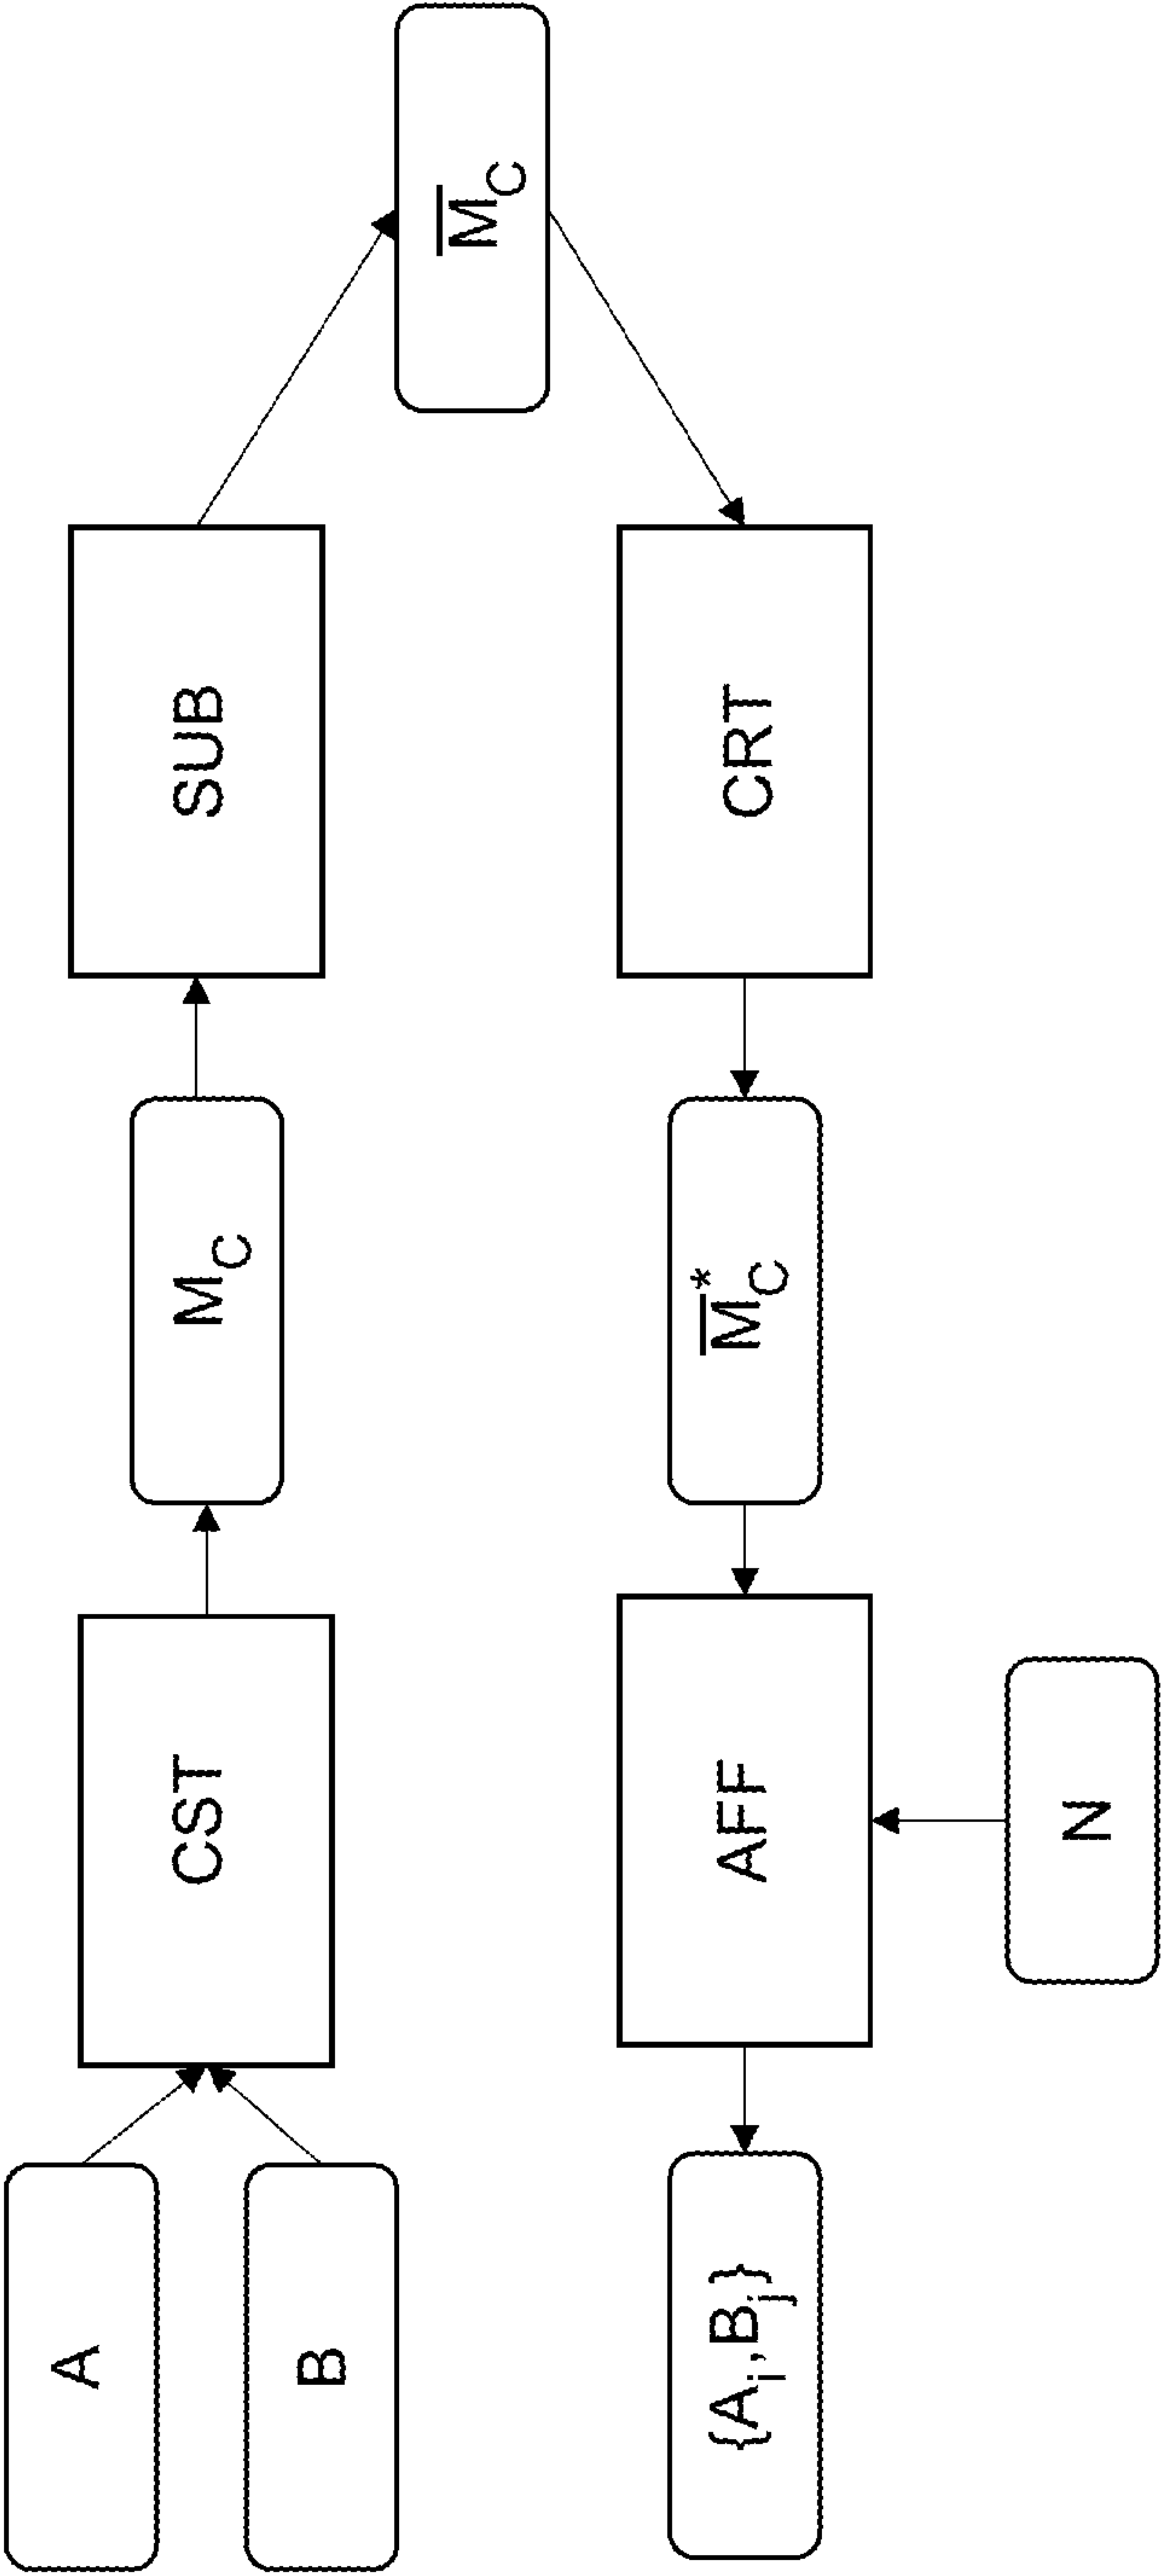 A
B
CST
M_C
SUB
M̅_C
CRT
M̅*_C
AFF
N
{A_i,B_j}